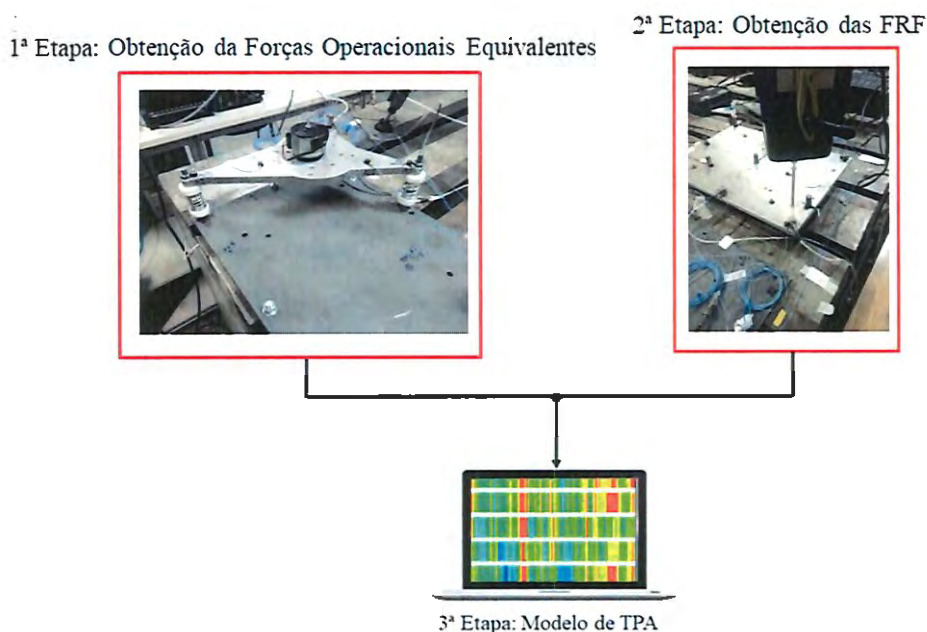 1ª Etapa: Obtenção da Forças Operacionais Equivalentes
2ª Etapa: Obtenção das FRF
3ª Etapa: Modelo de TPA